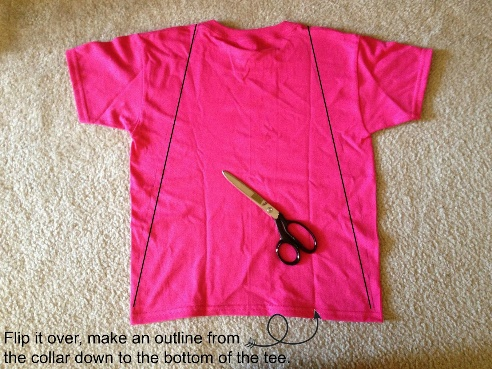 Flip it over, make an outline from
the collar down to the bottom of the tee.